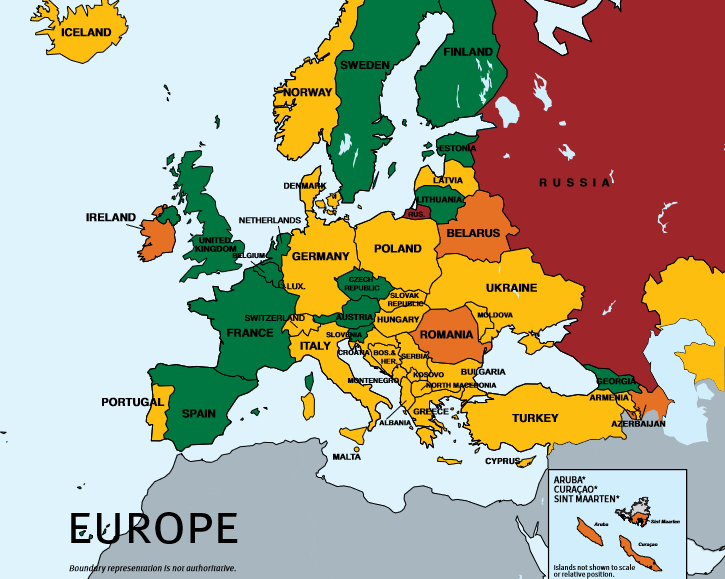 ICELAND
FINLAND
SWEDEN
NORWAY
ESTONIA
LATVIA
RUSSIA
DENMARK
LITHUANIA
RUS.
IRELAND
NETHERLANDS
BELARUS
UNITED
KINGDOM
BELGIUM
GERMANY
POLAND
LUX.
CZECH
REPUBLIC
UKRAINE
SLOVAK
REPUBLIC
SWITZERLAND
AUSTRIA
HUNGARY
MOLDOVA
FRANCE
SLOVENIA
ROMANIA
ITALY
CROATIA
BOS.&
HER.
SERBIA
MONTENEGRO
KOSOVO
BULGARIA
NORTH MACEDONIA
GEORGIA
PORTUGAL
SPAIN
ALBANIA
GREECE
TURKEY
ARMENIA
AZERBAIJAN
MALTA
CYPRUS
ARUBA*
CURAÇAO*
SINT MAARTEN*
Aruba
Sint Maarten
Curaçao
Islands not shown to scale
or relative position.
EUROPE
Boundary representation is not authoritative.